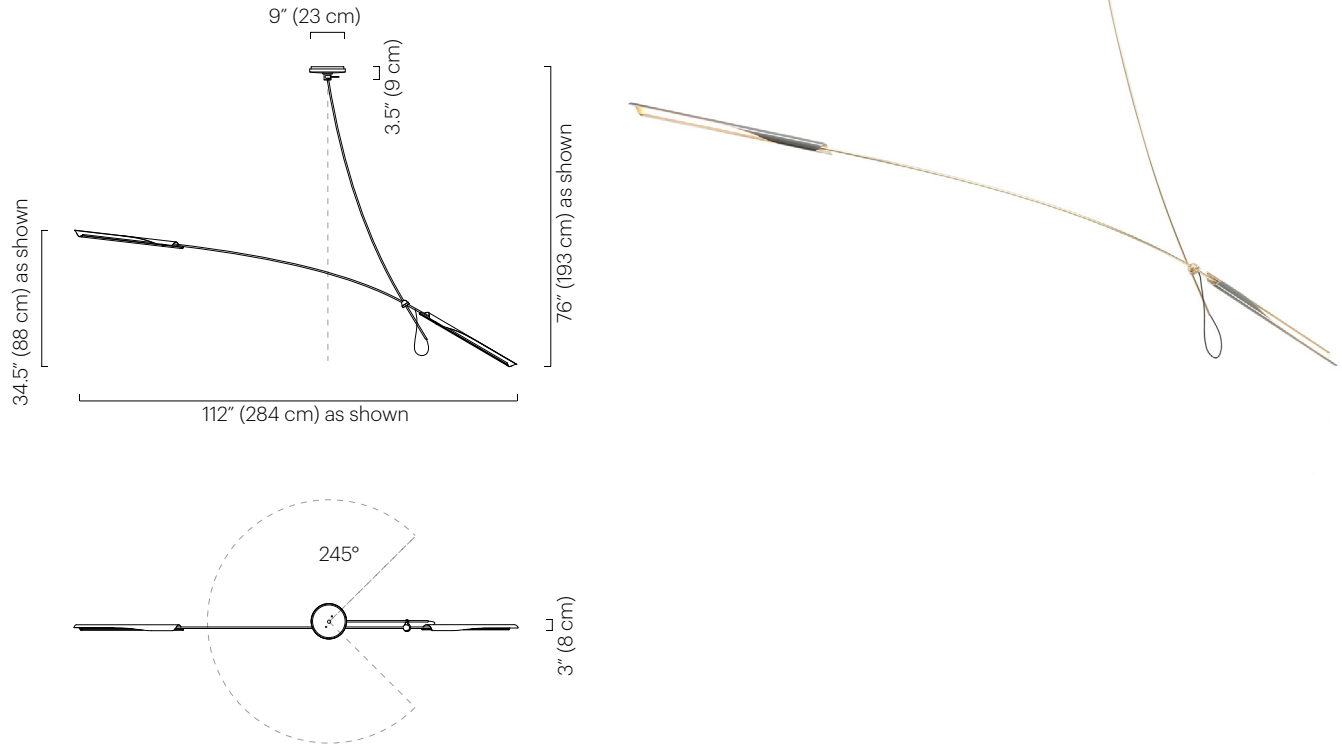 9” (23 cm)
3.5” (9 cm)
76” (193 cm) as shown
34.5” (88 cm) as shown
112” (284 cm) as shown
245°
3” (8 cm)